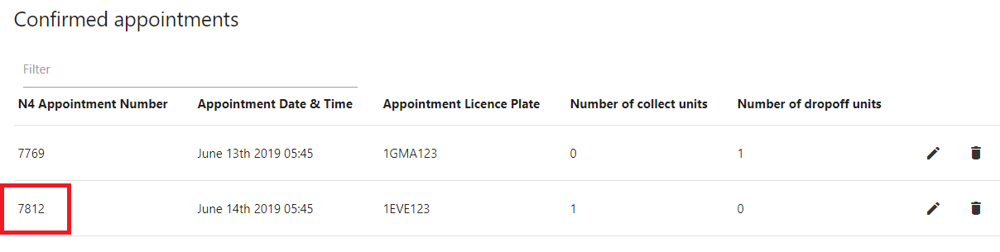 Confirmed appointments
Filter
N4 Appointment Number Appointment Date & Time Appointment Licence Plate Number of collect units Number of dropoff units
7769 June 13th 2019 05:45 1GMA123 0 1
7812 June 14th 2019 05:45 1EVE123 1 0